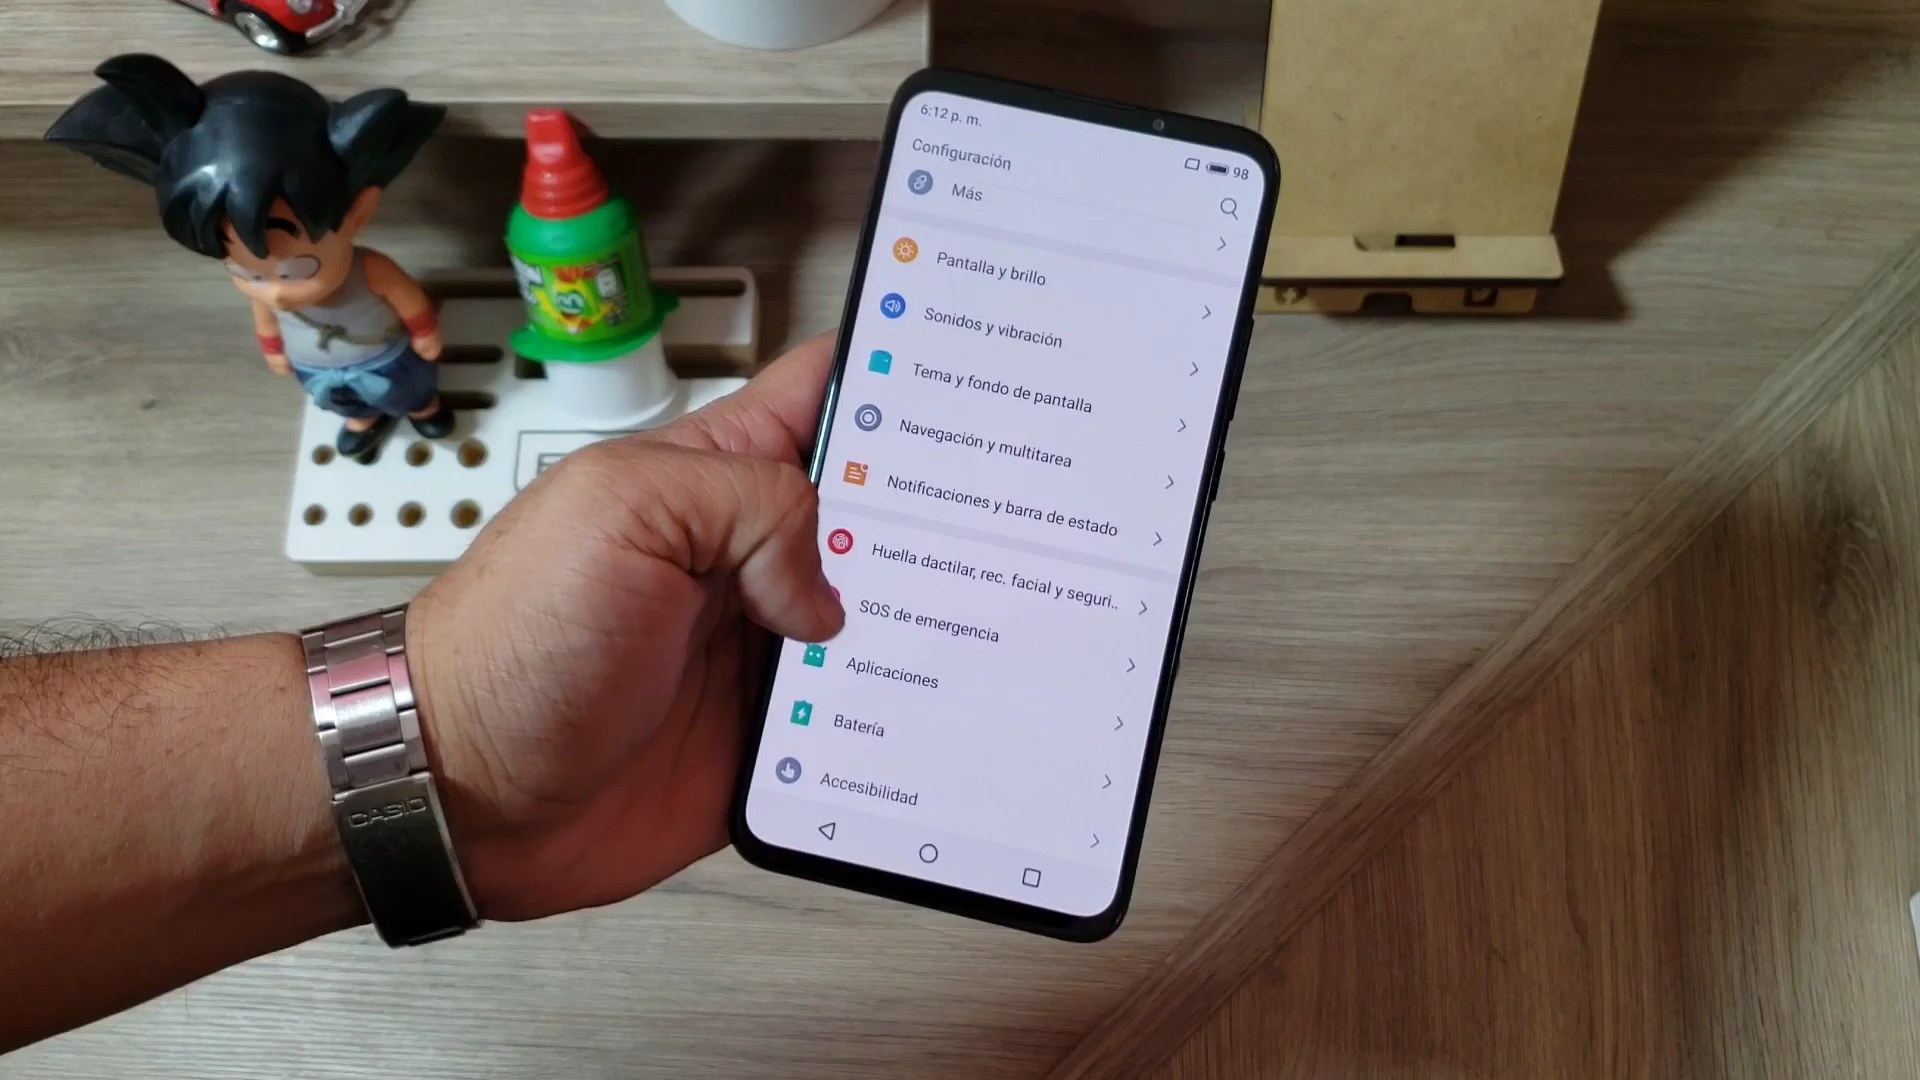 6:12 p. m.
98
Configuración
Más
Pantalla y brillo
Sonidos y vibración
Tema y fondo de pantalla
Navegación y multitarea
Notificaciones y barra de estado
Huella dactilar, rec. facial y seguri..
SOS de emergencia
Aplicaciones
Batería
Accesibilidad
CASIO